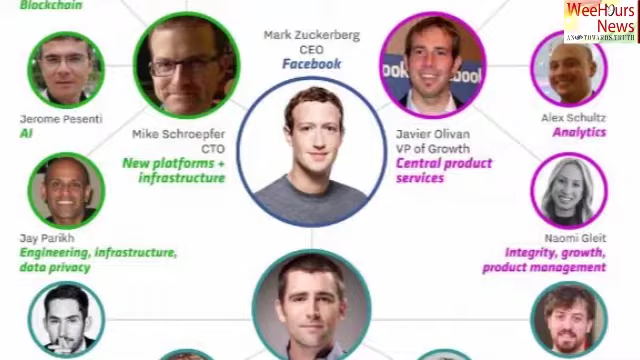 Blockchain
WeeHours
News
Mark Zuckerberg
CEO
Facebook
Jerome Pesenti
AI
Mike Schroepfer
CTO
New platforms +
infrastructure
Javier Olivan
VP of Growth
Central product
services
Alex Schultz
Analytics
Jay Parikh
Engineering, infrastructure,
data privacy
Naomi Gleit
Integrity, growth,
product management